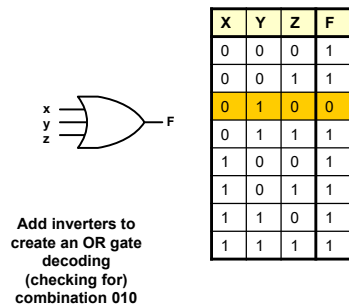 x
y
z
F
Add inverters to
create an OR gate
decoding
(checking for)
combination 010
X Y Z F
0 0 0 1
0 0 1 1
0 1 0 0
0 1 1 1
1 0 0 1
1 0 1 1
1 1 0 1
1 1 1 1